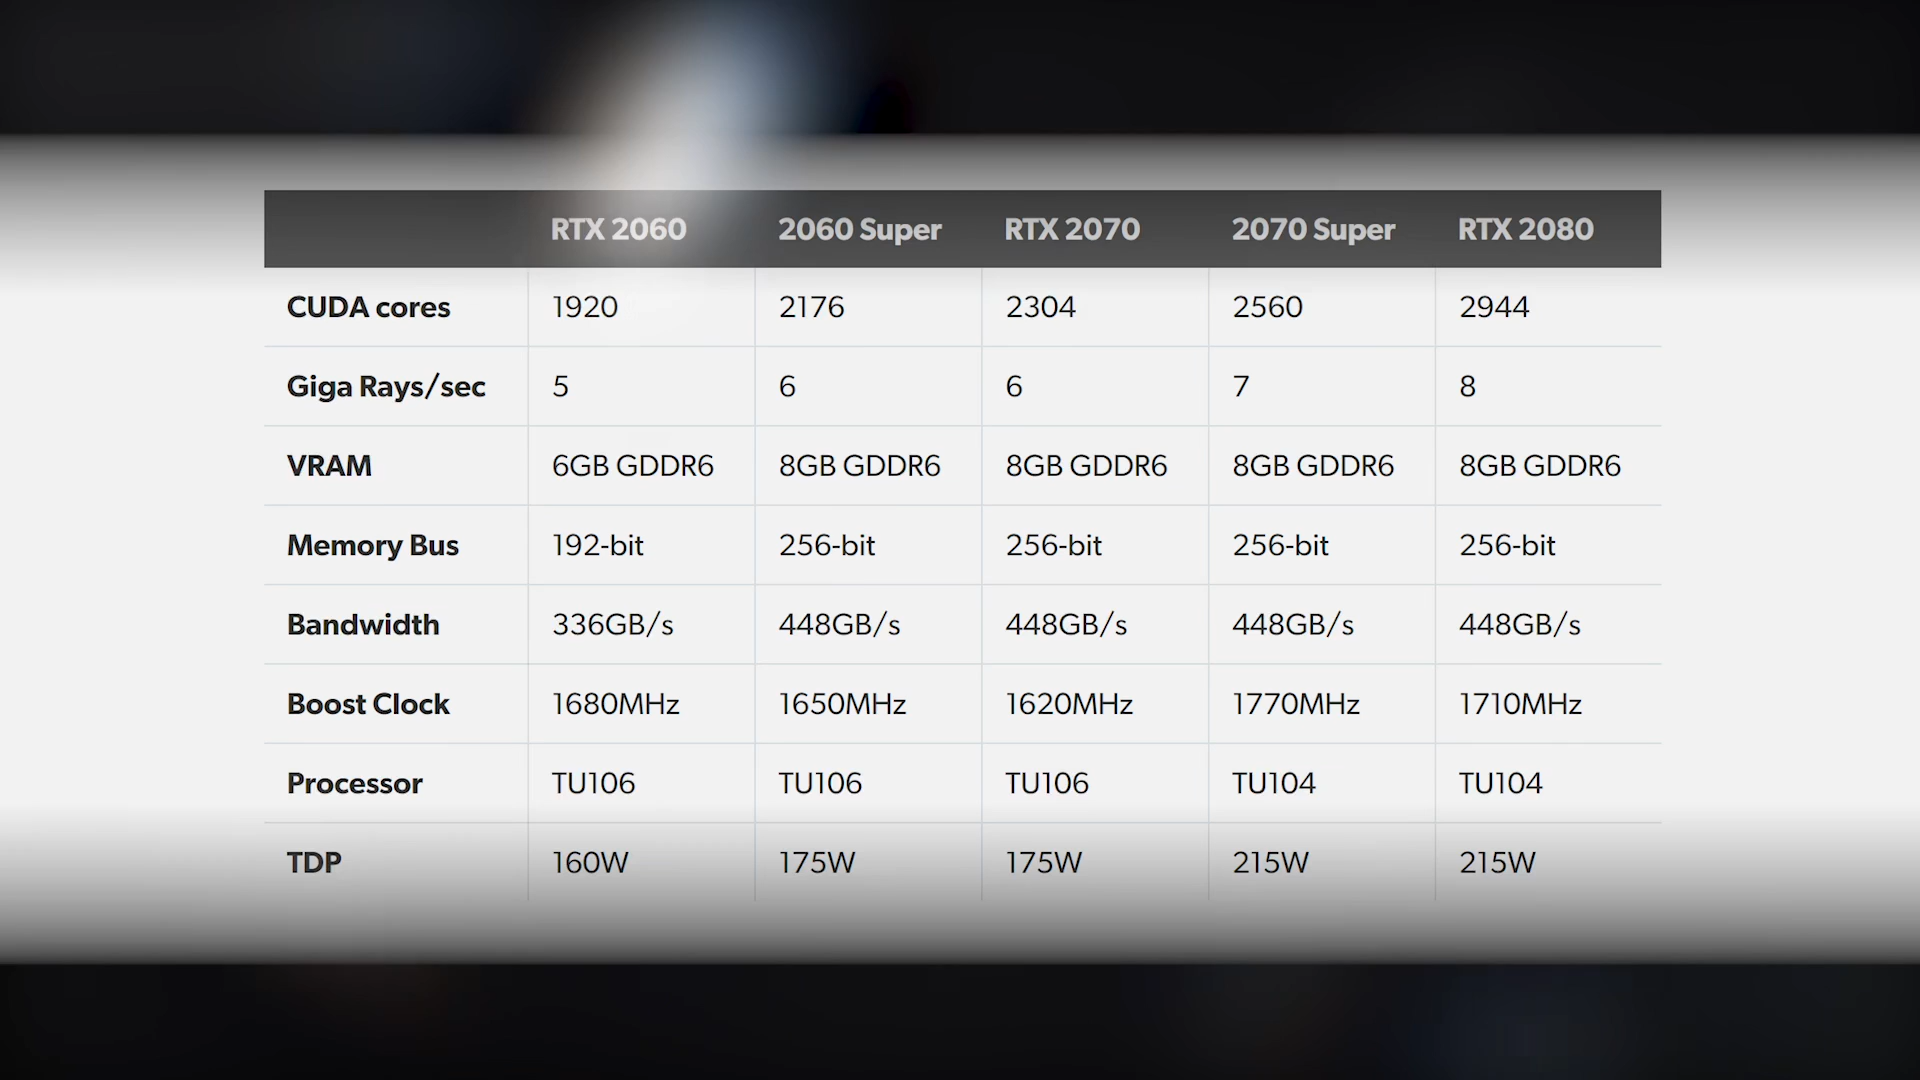 RTX 2060 2060 Super RTX 2070 2070 Super RTX 2080
CUDA cores 1920 2176 2304 2560 2944
Giga Rays/sec 5 6 6 7 8
VRAM 6GB GDDR6 8GB GDDR6 8GB GDDR6 8GB GDDR6 8GB GDDR6
Memory Bus 192-bit 256-bit 256-bit 256-bit 256-bit
Bandwidth 336GB/s 448GB/s 448GB/s 448GB/s 448GB/s
Boost Clock 1680MHz 1650MHz 1620MHz 1770MHz 1710MHz
Processor TU106 TU106 TU106 TU104 TU104
TDP 160W 175W 175W 215W 215W